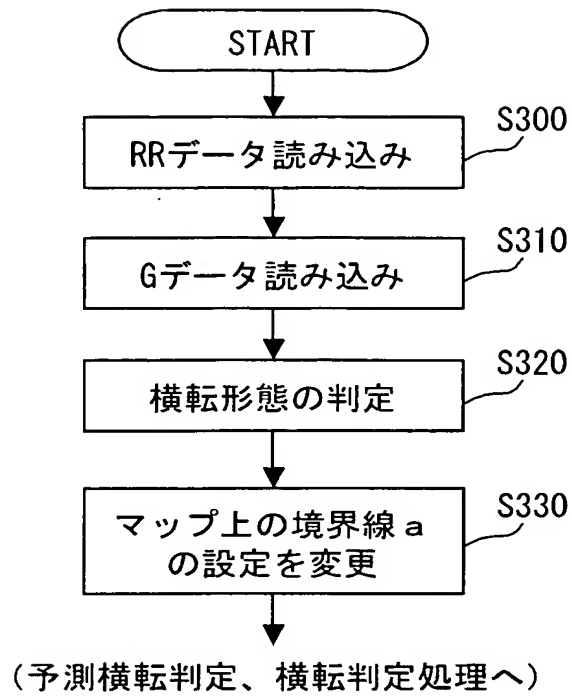 START
S300
RRデータ読み込み
S310
Gデータ読み込み
S320
横転形態の判定
S330
マップ上の境界線a
の設定を変更
(予測横転判定、横転判定処理へ)